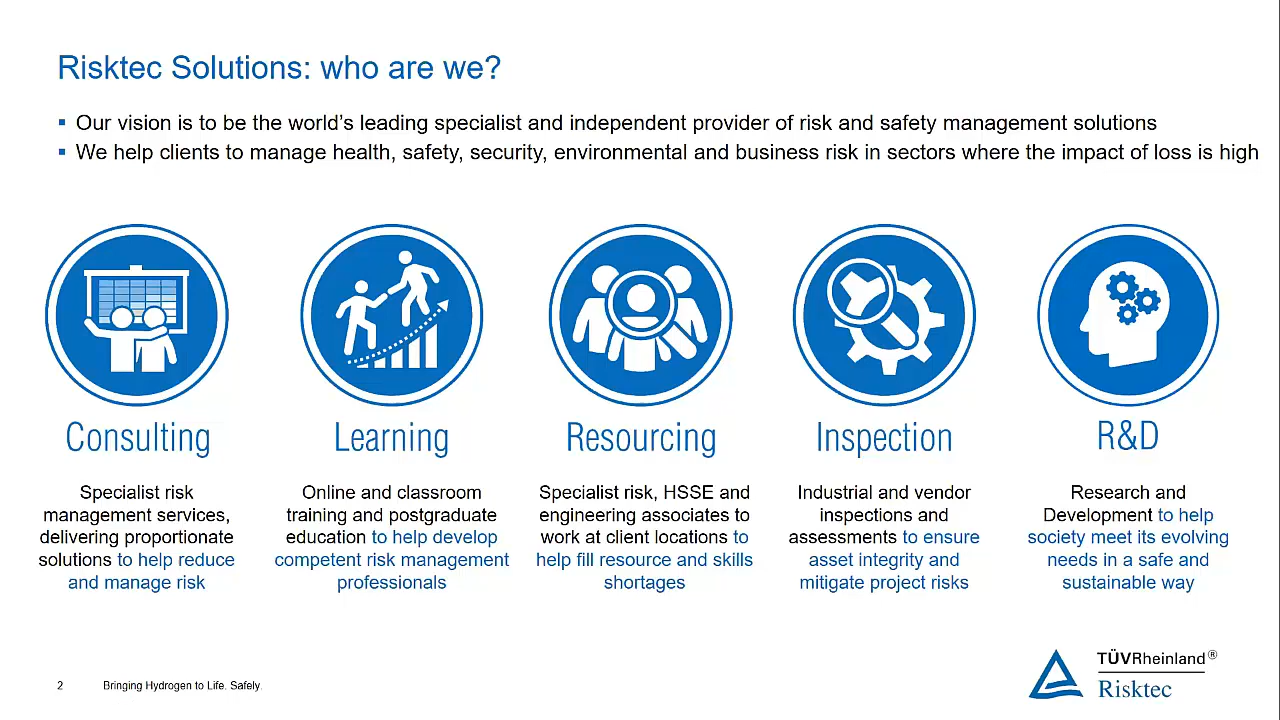 Risktec Solutions: who are we?
▪ Our vision is to be the world’s leading specialist and independent provider of risk and safety management solutions
▪ We help clients to manage health, safety, security, environmental and business risk in sectors where the impact of loss is high
Consulting
Specialist risk
management services,
delivering proportionate
solutions to help reduce
and manage risk
Learning
Online and classroom
training and postgraduate
education to help develop
competent risk management
professionals
Resourcing
Specialist risk, HSSE and
engineering associates to
work at client locations to
help fill resource and skills
shortages
Inspection
Industrial and vendor
inspections and
assessments to ensure
asset integrity and
mitigate project risks
R&D
Research and
Development to help
society meet its evolving
needs in a safe and
sustainable way
2 Bringing Hydrogen to Life. Safely.
TÜVRheinland®
Risktec